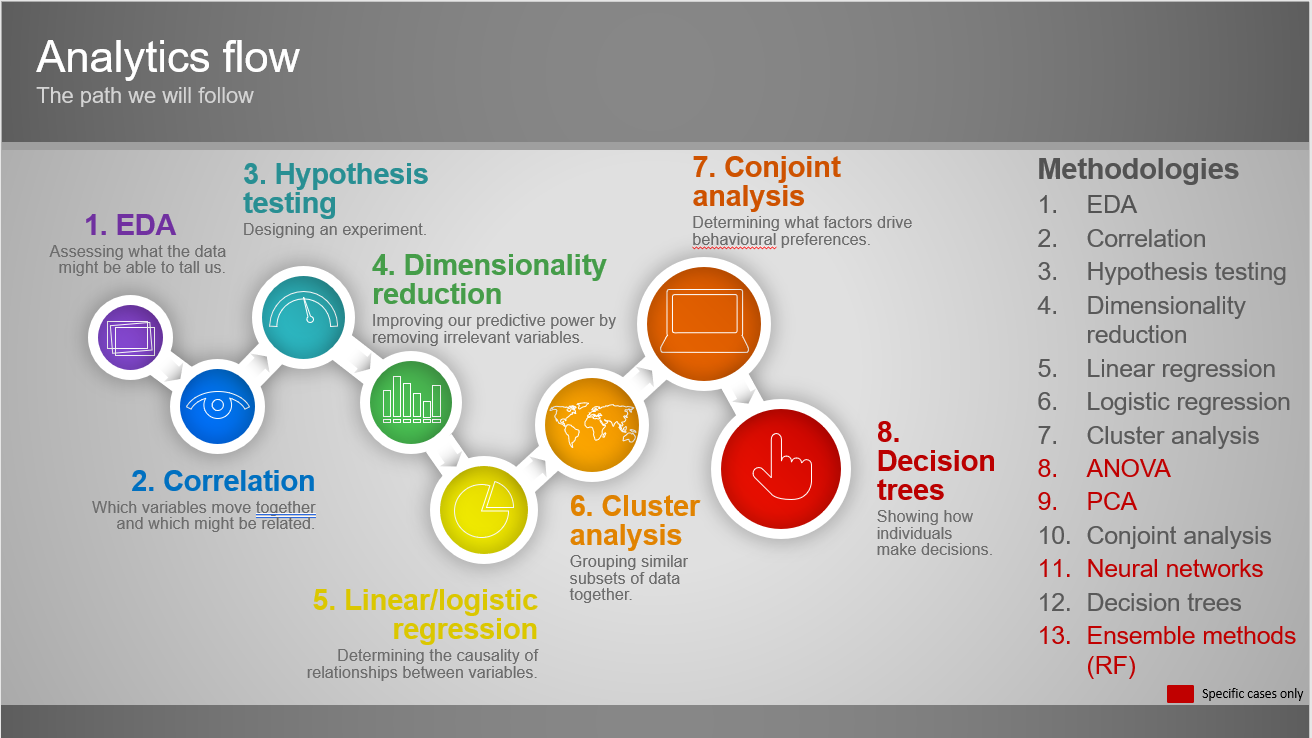 Analytics flow
The path we will follow
1. EDA
Assessing what the data
might be able to tall us.
2. Correlation
Which variables move together
and which might be related.
3. Hypothesis
testing
Designing an experiment.
4. Dimensionality
reduction
Improving our predictive power by
removing irrelevant variables.
5. Linear/logistic
regression
Determining the causality of
relationships between variables.
6. Cluster
analysis
Grouping similar
subsets of data
together.
7. Conjoint
analysis
Determining what factors drive
behavioural preferences.
8.
Decision
trees
Showing how
individuals
make decisions.
Methodologies
1. EDA
2. Correlation
3. Hypothesis testing
4. Dimensionality
reduction
5. Linear regression
6. Logistic regression
7. Cluster analysis
8. ANOVA
9. PCA
10. Conjoint analysis
11. Neural networks
12. Decision trees
13. Ensemble methods
(RF)
Specific cases only